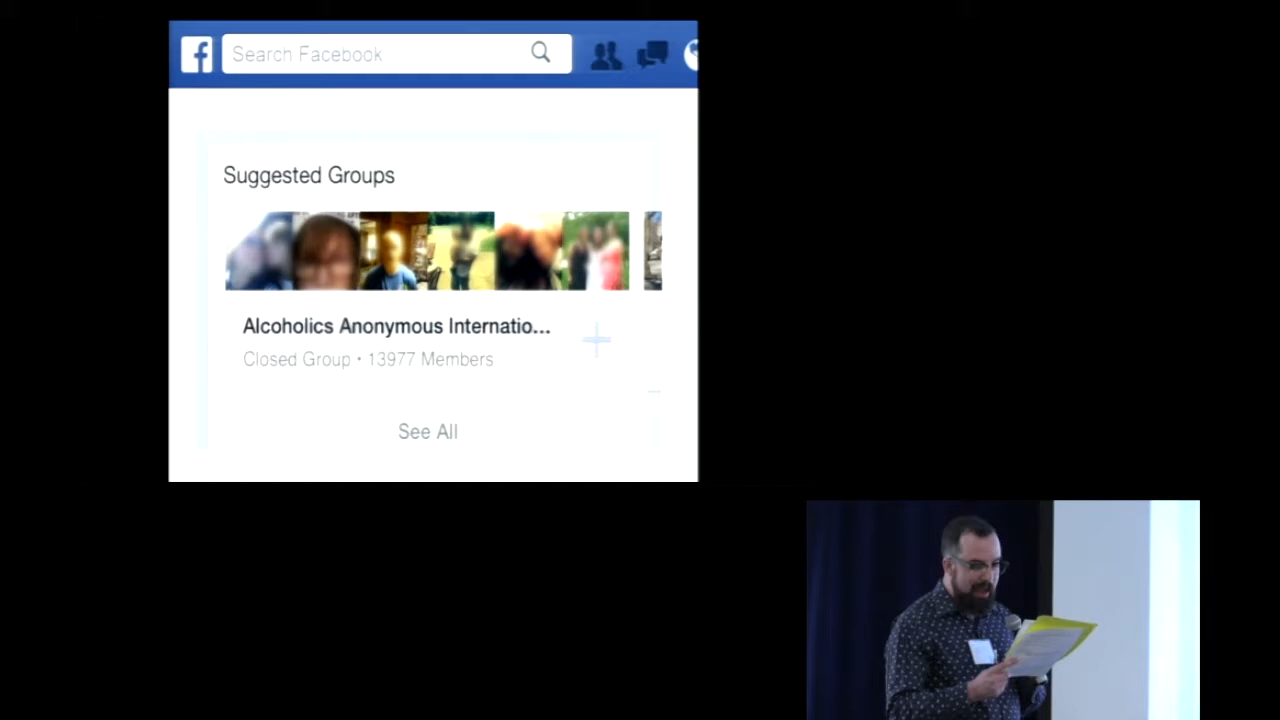 Search Facebook
Suggested Groups
Alcoholics Anonymous Internatio...
Closed Group • 13977 Members
See All